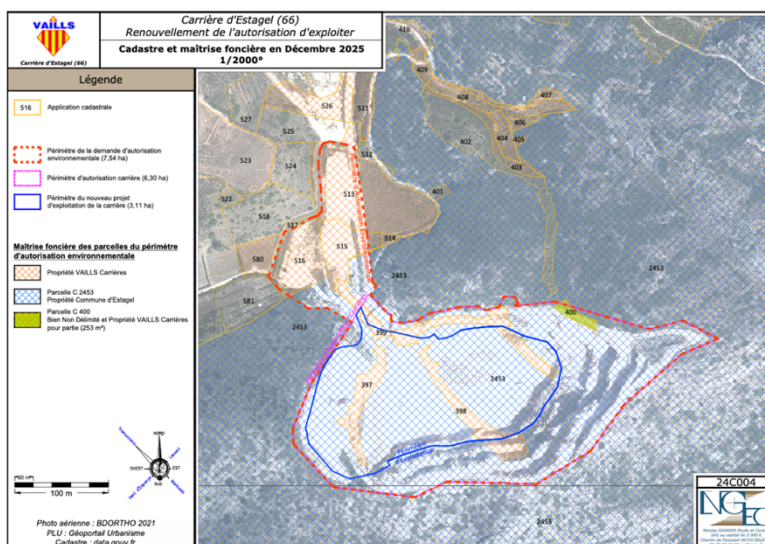 VAILLS
Carrière d'Estagel (66)
Carrière d'Estagel (66)
Renouvellement de l'autorisation d'exploiter
Cadastre et maîtrise foncière en Décembre 2025
1/2000°
Légende
516
Application cadastrale
Périmètre de la demande d'autorisation
environnementale (7,54 ha)
Périmètre d'autorisation carrière (6,30 ha)
Périmètre du nouveau projet
d'exploitation de la carrière (3,11 ha)
Maîtrise foncière des parcelles du périmètre
d'autorisation environnementale
Propriété VAILLS Carrières
Parcelle C 2453
Propriété Commune d'Estagel
Parcelle C 400
Bien Non Délimité et Propriété VAILLS Carrières
pour partie (253 m²)
NORD
OUEST
EST
SUD
100 m
Photo aérienne : BDORTHO 2021
PLU : Géoportail Urbanisme
Cadastre : data.gouv.fr
410
409
408
407
406
405
404
403
402
401
526
511
527
525
512
523
524
513
522
518
517
514
515
580
516
581
2453
2453
2453
400
399
397
2453
398
Périmètre
d'exploitation
2453
24C004